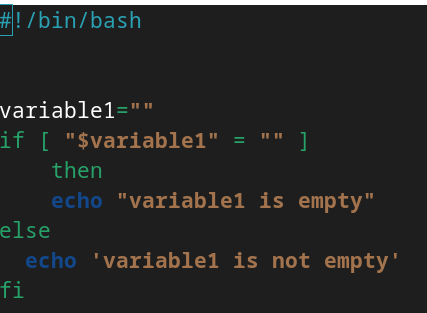 #!/bin/bash
variable1=""
if [ "$variable1" = "" ]
then
echo "variable1 is empty"
else
echo 'variable1 is not empty'
fi